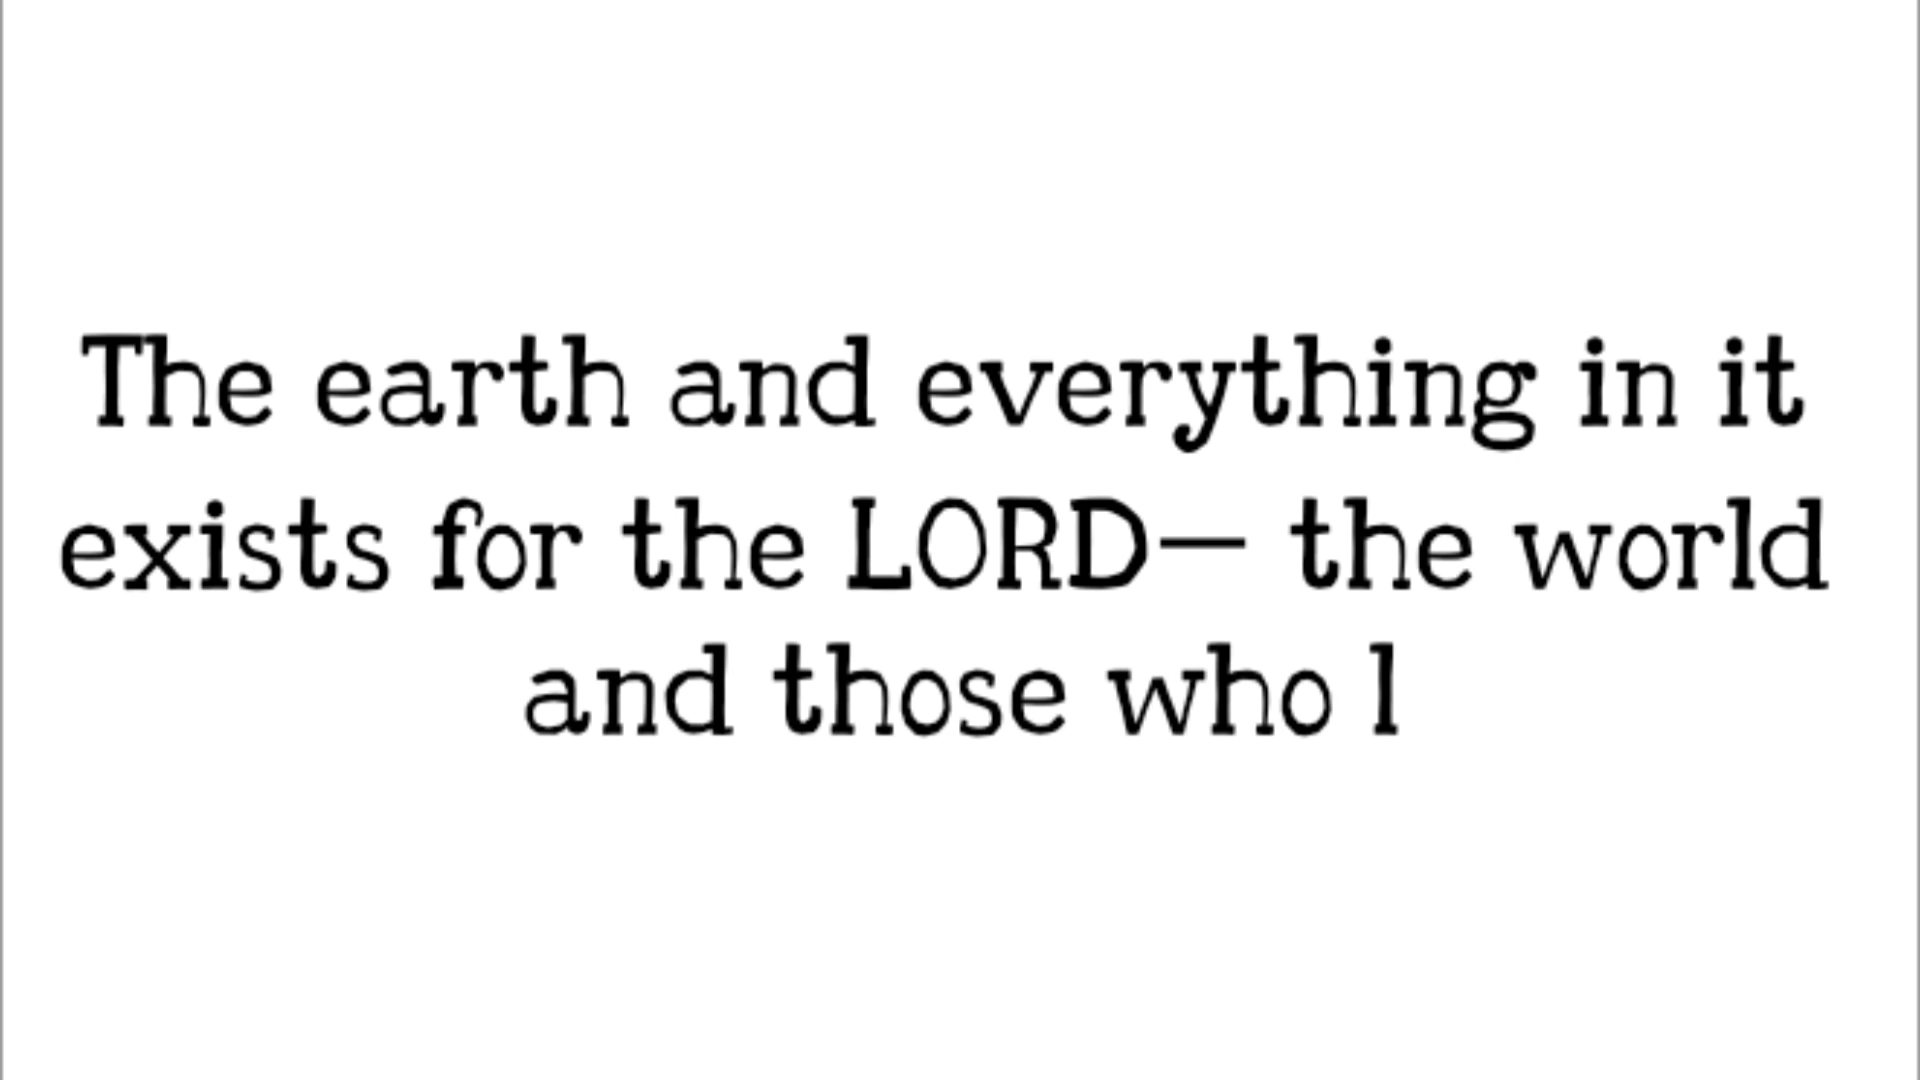 The earth and everything in it
exists for the LORD— the world
and those who l